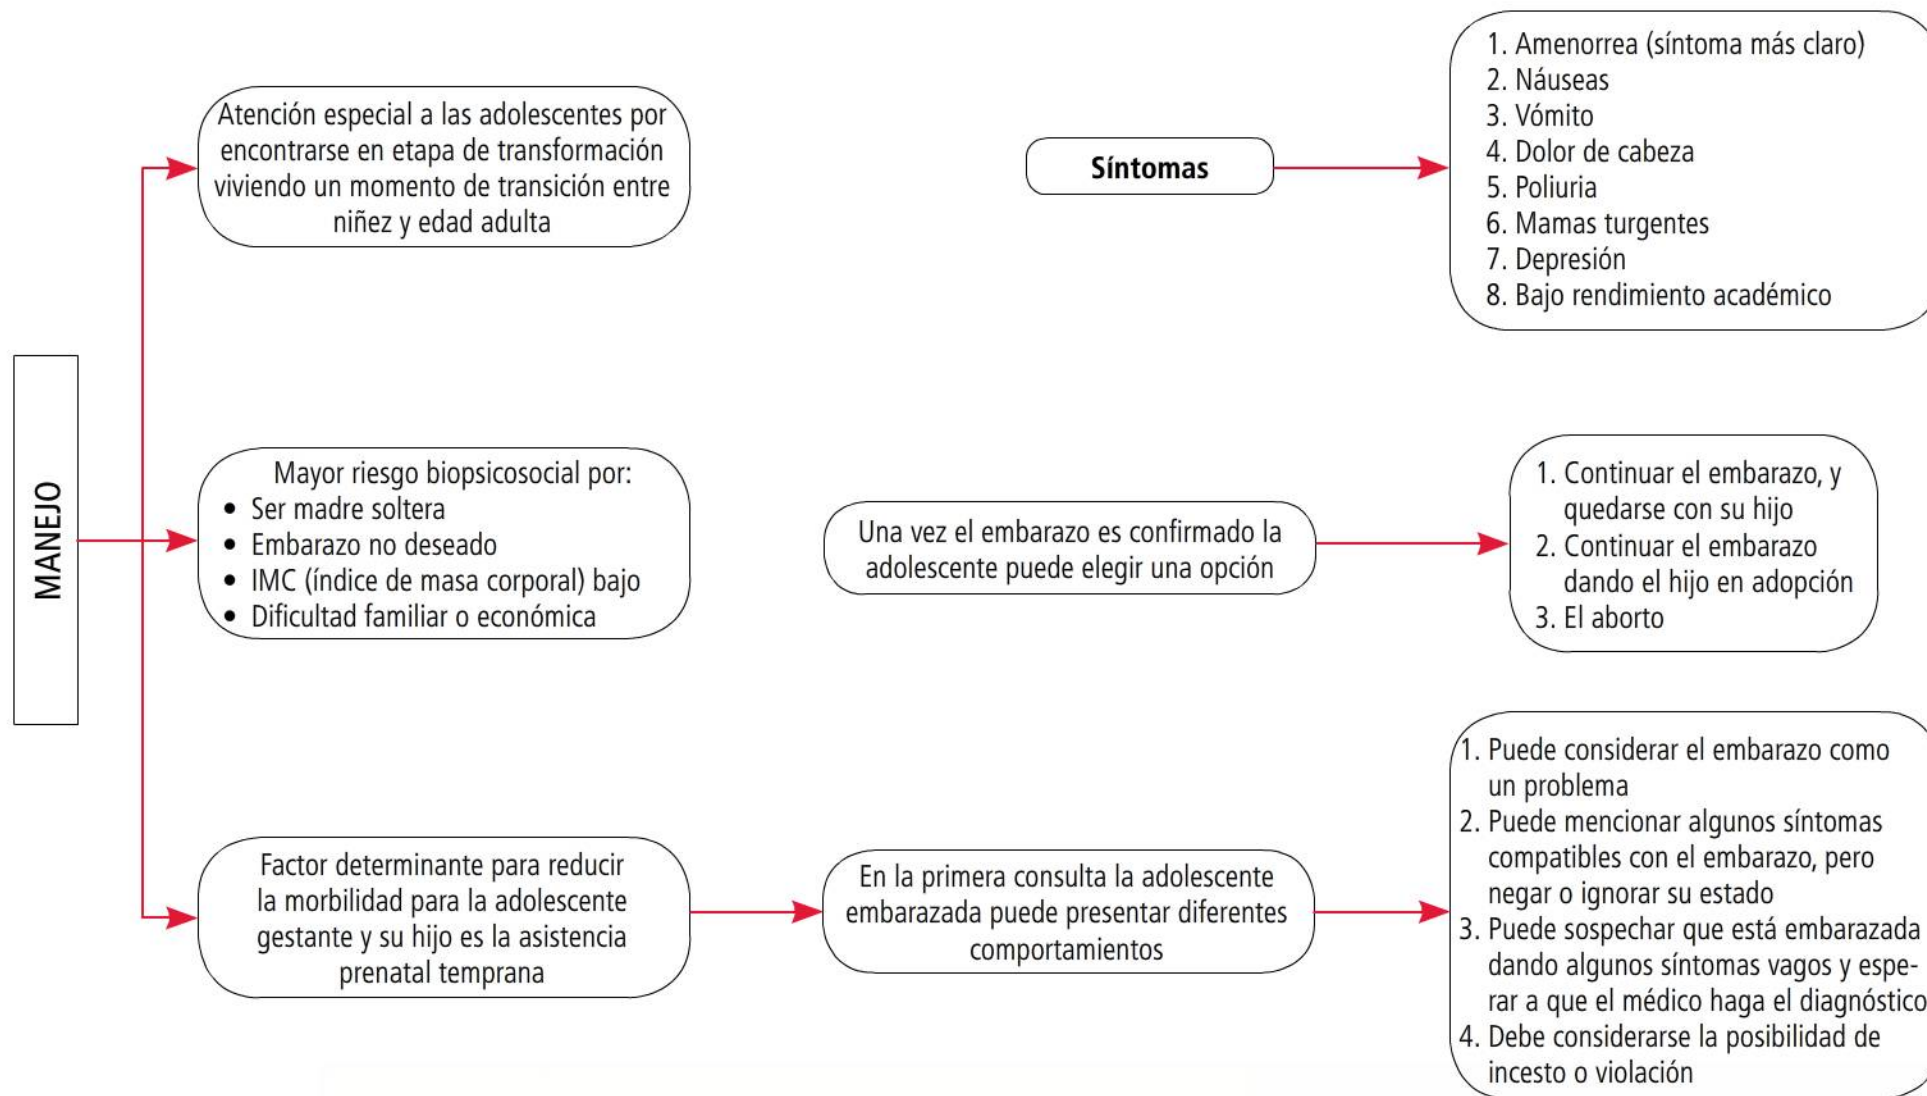 MANEJO
Atención especial a las adolescentes por
encontrarse en etapa de transformación
viviendo un momento de transición entre
niñez y edad adulta
Síntomas
1. Amenorrea (síntoma más claro)
2. Náuseas
3. Vómito
4. Dolor de cabeza
5. Poliuria
6. Mamas turgentes
7. Depresión
8. Bajo rendimiento académico
Mayor riesgo biopsicosocial por:
• Ser madre soltera
• Embarazo no deseado
• IMC (índice de masa corporal) bajo
• Dificultad familiar o económica
Una vez el embarazo es confirmado la
adolescente puede elegir una opción
1. Continuar el embarazo, y
quedarse con su hijo
2. Continuar el embarazo
dando el hijo en adopción
3. El aborto
Factor determinante para reducir
la morbilidad para la adolescente
gestante y su hijo es la asistencia
prenatal temprana
En la primera consulta la adolescente
embarazada puede presentar diferentes
comportamientos
1. Puede considerar el embarazo como
un problema
2. Puede mencionar algunos síntomas
compatibles con el embarazo, pero
negar o ignorar su estado
3. Puede sospechar que está embarazada
dando algunos síntomas vagos y espe-
rar a que el médico haga el diagnóstico
4. Debe considerarse la posibilidad de
incesto o violación